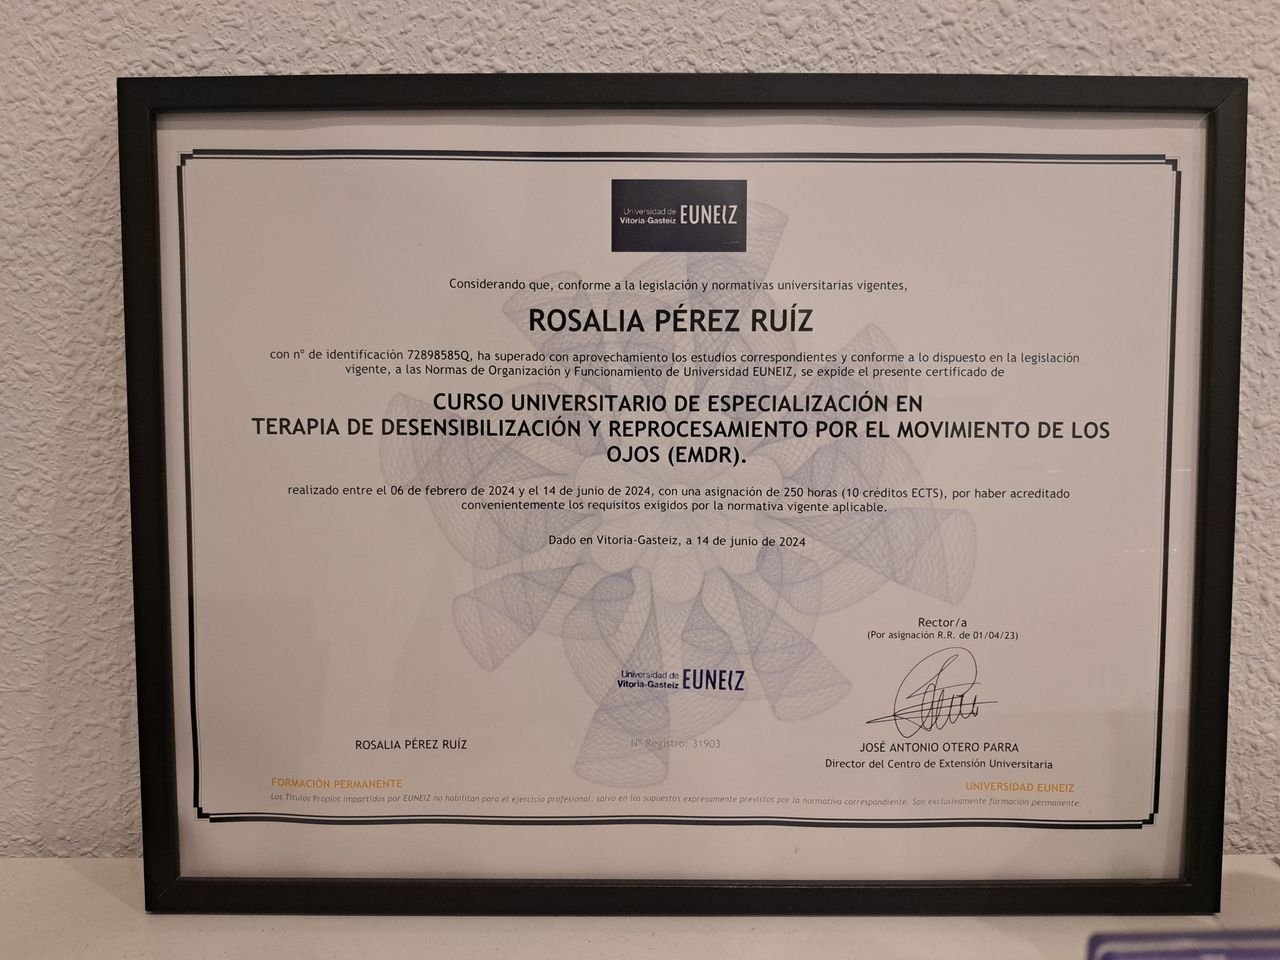 Universidad de
Vitoria-Gasteiz EUNEIZ
Considerando que, conforme a la legislación y normativas universitarias vigentes,
ROSALIA PÉREZ RUÍZ
con nº de identificación 72898585Q, ha superado con aprovechamiento los estudios correspondientes y conforme a lo dispuesto en la legislación
vigente, a las Normas de Organización y Funcionamiento de Universidad EUNEIZ, se expide el presente certificado de
CURSO UNIVERSITARIO DE ESPECIALIZACIÓN EN
TERAPIA DE DESENSIBILIZACIÓN Y REPROCESAMIENTO POR EL MOVIMIENTO DE LOS
OJOS (EMDR).
realizado entre el 06 de febrero de 2024 y el 14 de junio de 2024, con una asignación de 250 horas (10 créditos ECTS), por haber acreditado
convenientemente los requisitos exigidos por la normativa vigente aplicable.
Dado en Vitoria-Gasteiz, a 14 de junio de 2024
Rector/a
(Por asignación R.R. de 01/04/23)
Universidad de
Vitoria-Gasteiz EUNEIZ
ROSALIA PÉREZ RUÍZ
Nº Registro: 31903
JOSÉ ANTONIO OTERO PARRA
Director del Centro de Extensión Universitaria
FORMACIÓN PERMANENTE
UNIVERSIDAD EUNEIZ
Los Títulos Propios impartidos por EUNEIZ no habilitan para el ejercicio profesional, salvo en los supuestos expresamente previstos por la normativa correspondiente. Son exclusivamente formación permanente.